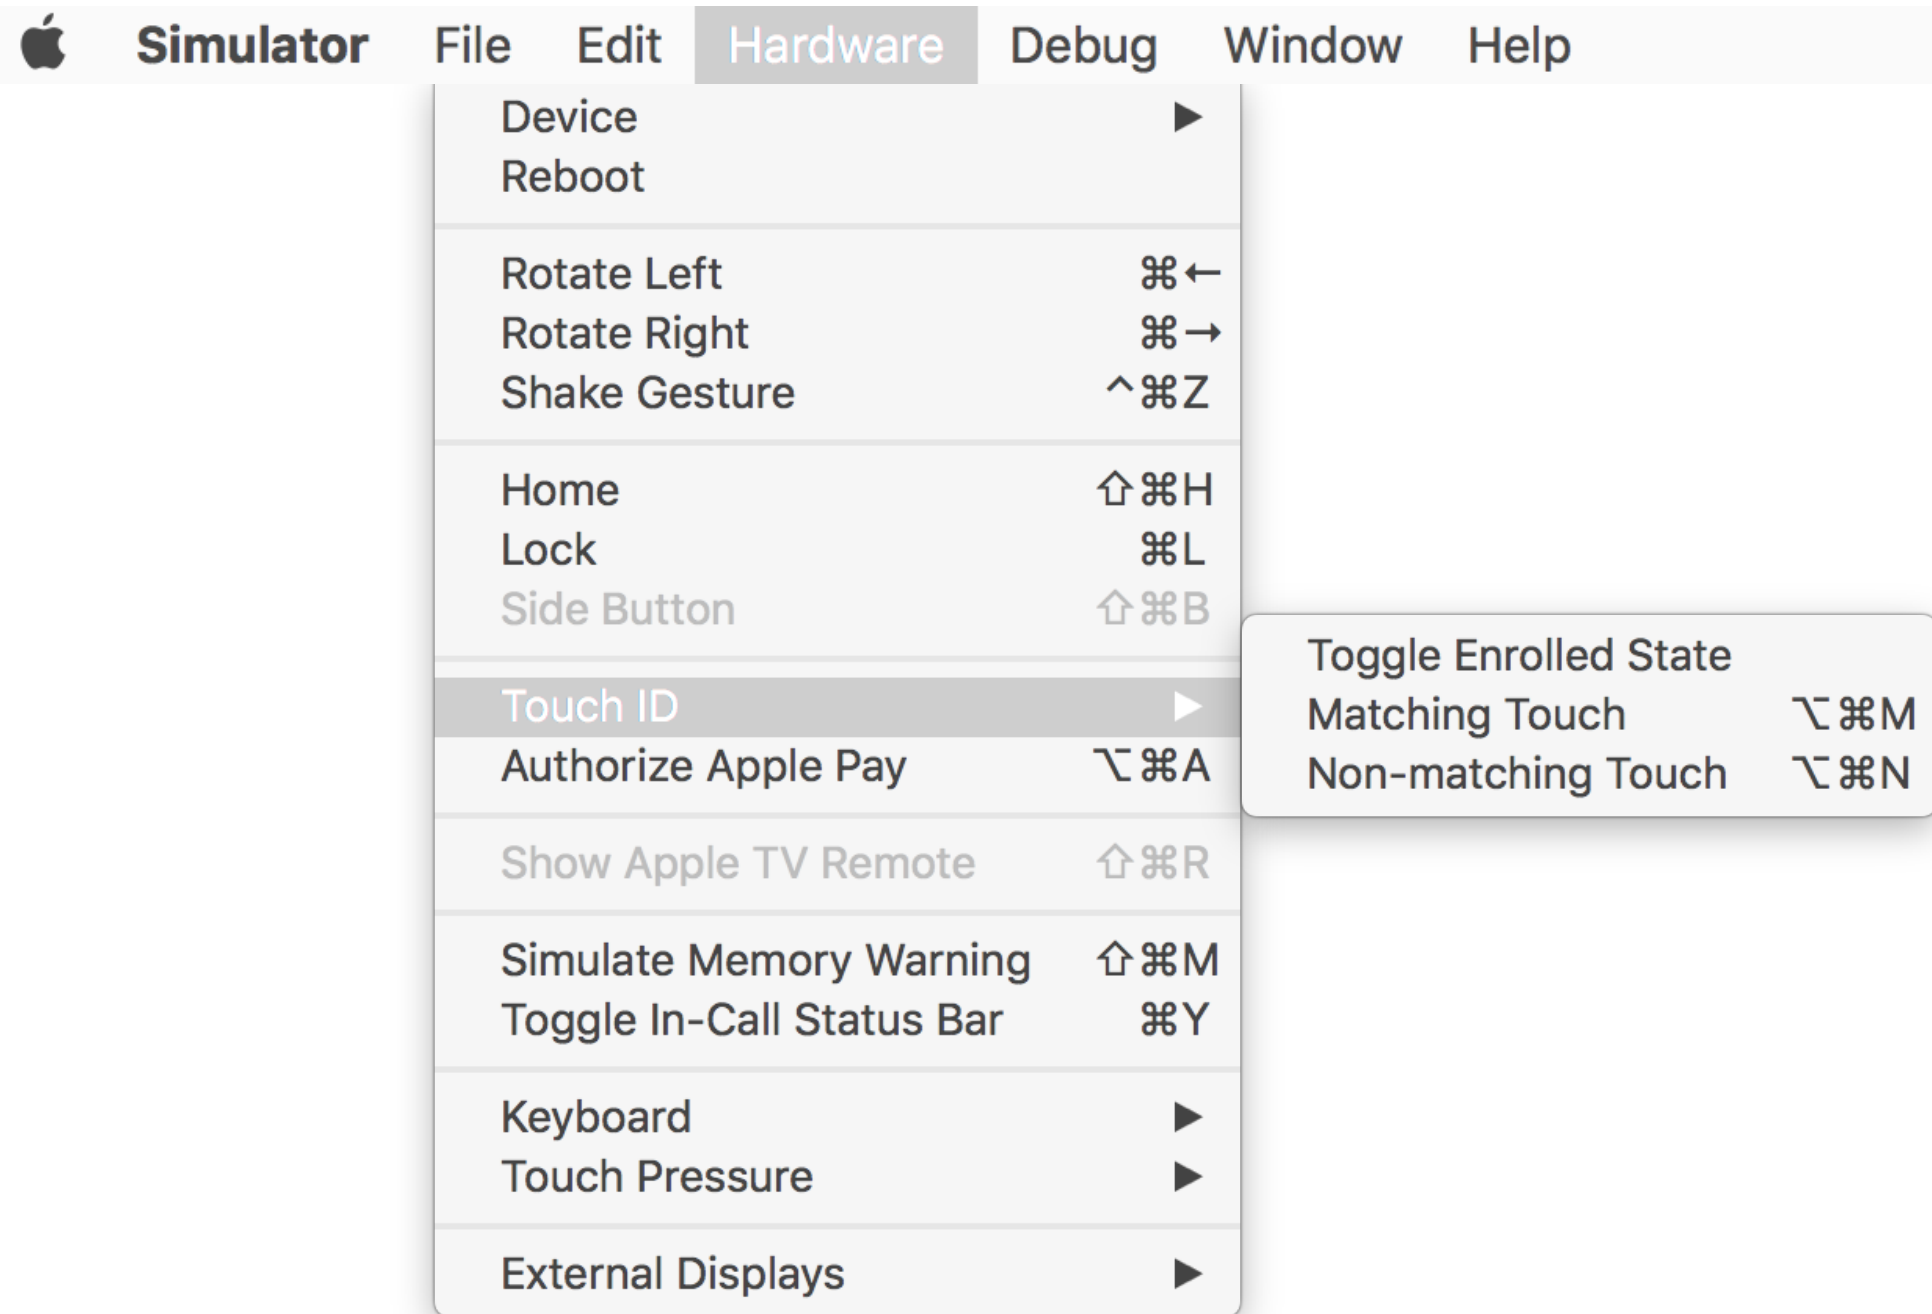 Simulator File Edit Hardware Debug Window Help
Device ▶
Reboot
Rotate Left ⌘←
Rotate Right ⌘→
Shake Gesture ^⌘Z
Home ⇧⌘H
Lock ⌘L
Side Button ⇧⌘B
Touch ID ▶
Authorize Apple Pay ⌥⌘A
Show Apple TV Remote ⇧⌘R
Simulate Memory Warning ⇧⌘M
Toggle In-Call Status Bar ⌘Y
Keyboard ▶
Touch Pressure ▶
External Displays ▶
Toggle Enrolled State
Matching Touch ⌥⌘M
Non-matching Touch ⌥⌘N